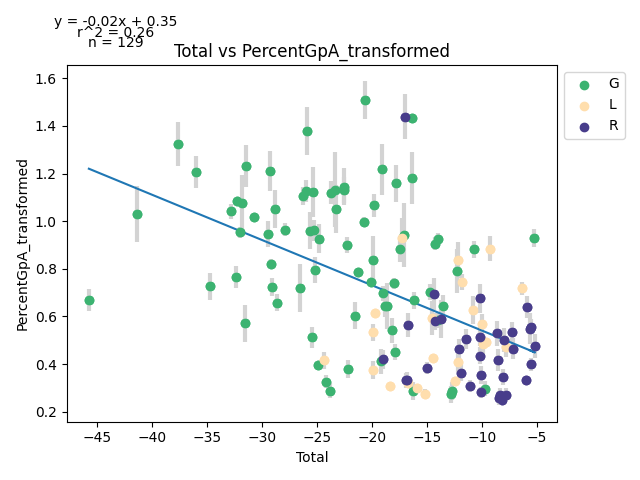 y = -0.02x + 0.35
r^2 = 0.26
n = 129
Total vs PercentGpA_transformed
G
L
R
PercentGpA_transformed
1.6
1.4
1.2
1.0
0.8
0.6
0.4
0.2
−45 −40 −35 −30 −25 −20 −15 −10 −5
Total